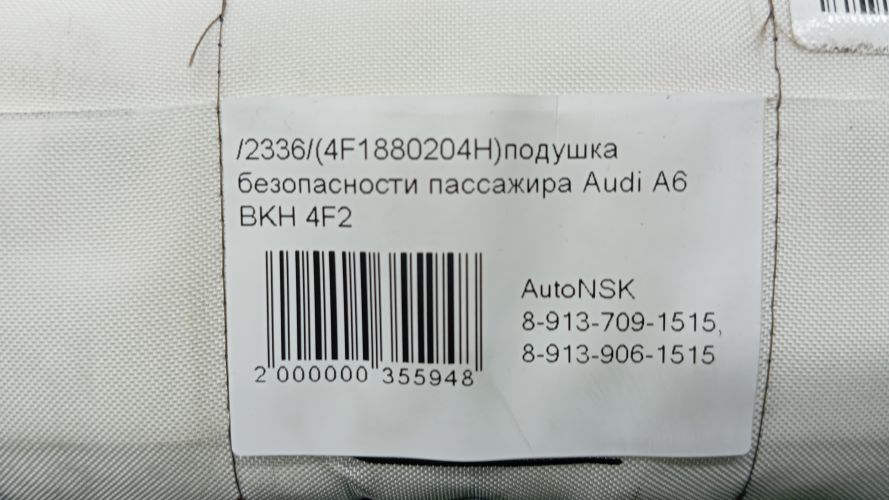 /2336/(4F1880204H)подушка
безопасности пассажира Audi A6
BKH 4F2
AutoNSK
8-913-709-1515,
8-913-906-1515
2 000000 355948